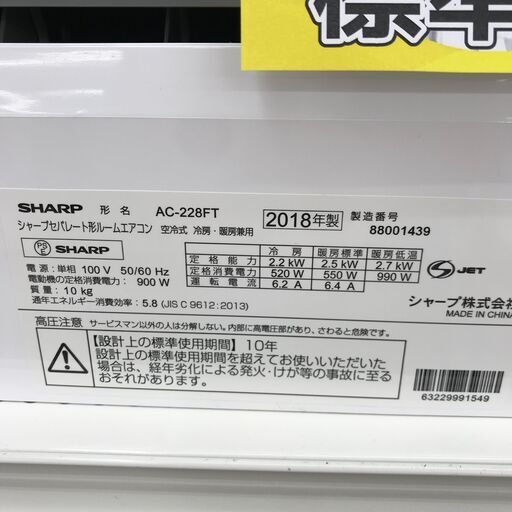 標準
SHARP 形 名 AC-228FT 2018年製 製造番号
シャープセパレート形ルームエアコン 空冷式 冷房・暖房兼用 88001439
PS E SHARP
電源:単相 100 V 50/60 Hz
電動機の定格消費電力: 900 W
質量:10 kg
通年エネルギー消費効率:5.8 (JIS C 9612:2013)
冷 房 暖房標準 暖房低温
定 格 能 力 2.2 kW 2.5 kW 2.7 kW
定格消費電力 520 W 550 W 990 W
運 転 電 流 6.2 A 6.4 A
S JET
シャープ株式会社
MADE IN CHINA
高圧注意 サービスマン以外の人は分解しない。内部に高電圧部があり、さわると危険。
【設計上の標準使用期間】10年
設計上の標準使用期間を超えてお使いいただいた
場合は、経年劣化による発火・けが等の事故に至る
おそれがあります。
63229991549